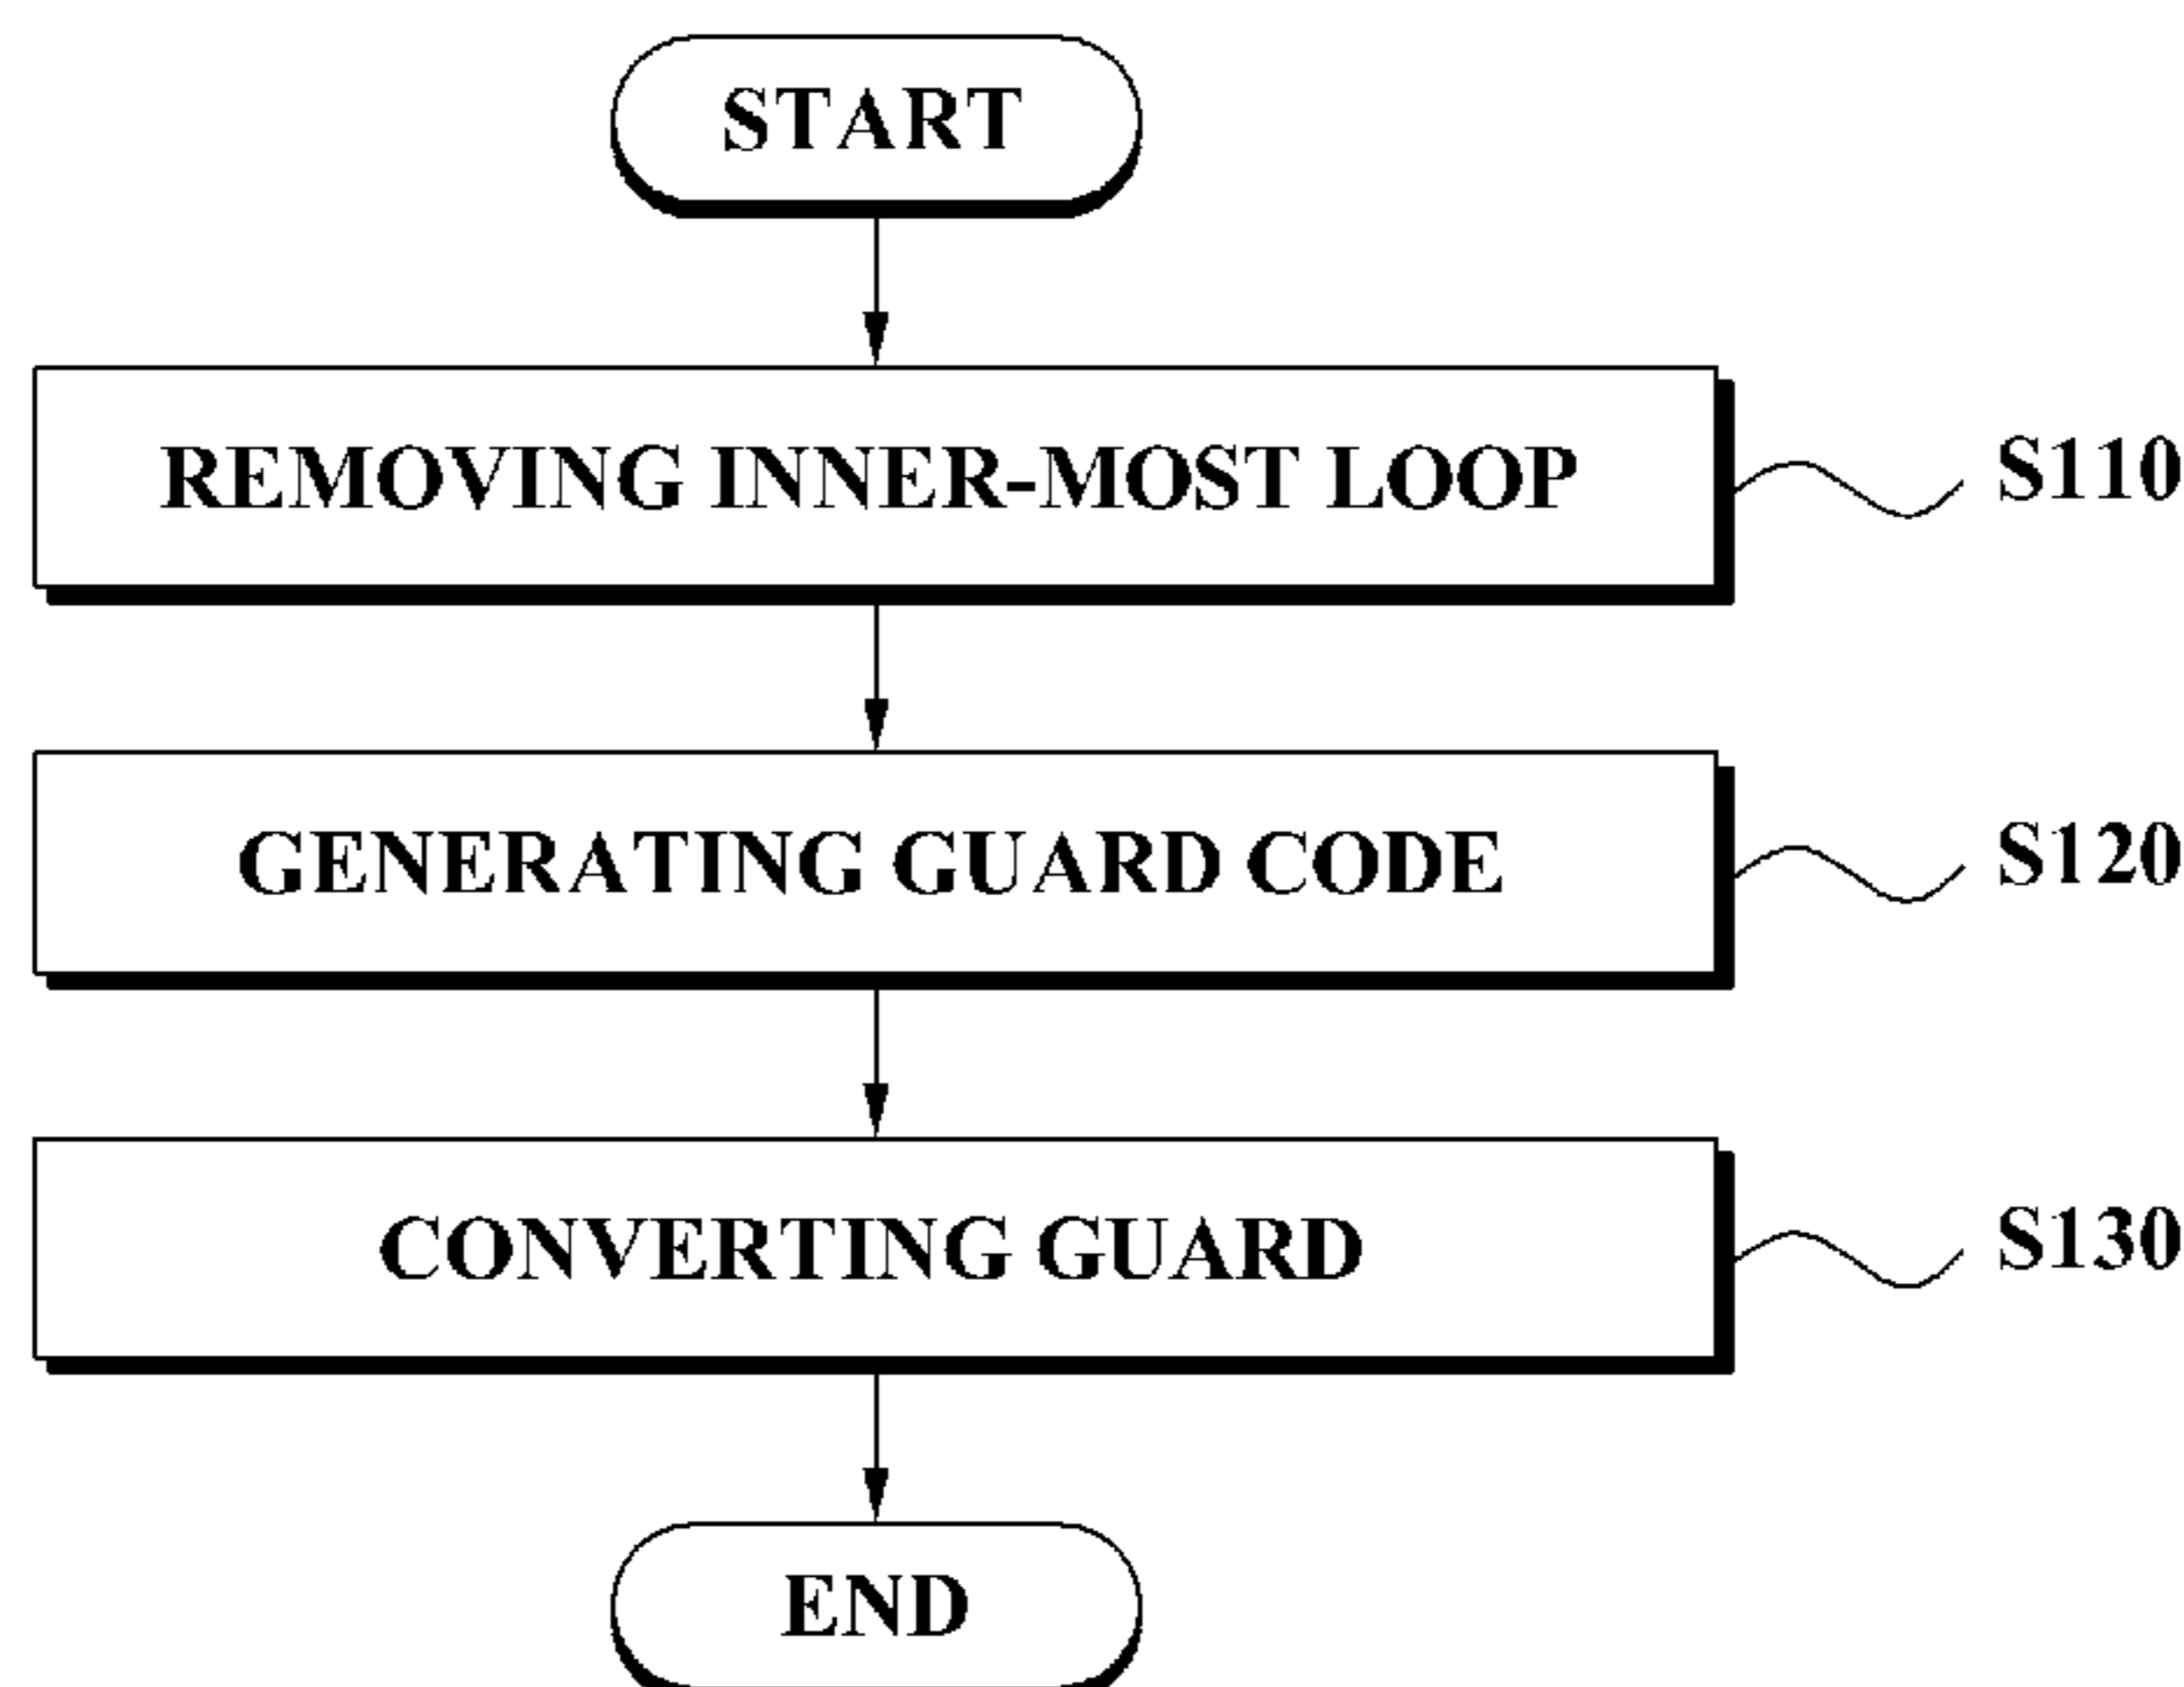 START
REMOVING INNER-MOST LOOP
S110
GENERATING GUARD CODE
S120
CONVERTING GUARD
S130
END